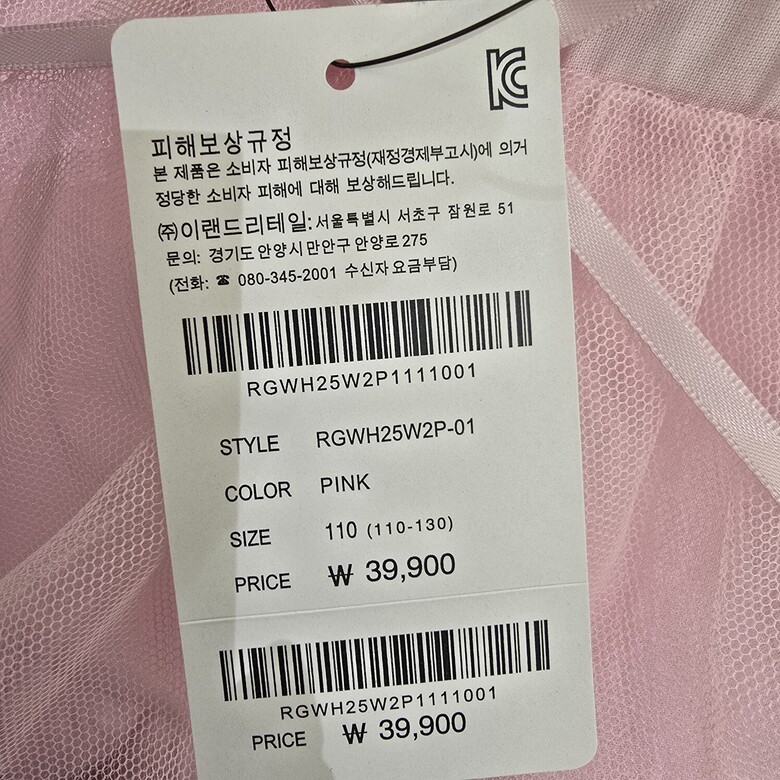 KC
피해보상규정
본 제품은 소비자 피해보상규정(재정경제부고시)에 의거
정당한 소비자 피해에 대해 보상해드립니다.
㈜이랜드리테일: 서울특별시 서초구 잠원로 51
문의: 경기도 안양시 만안구 안양로 275
(전화: ☎ 080-345-2001 수신자 요금부담)
RGWH25W2P1111001
STYLE RGWH25W2P-01
COLOR PINK
SIZE 110 (110-130)
PRICE ₩ 39,900
RGWH25W2P1111001
PRICE ₩ 39,900